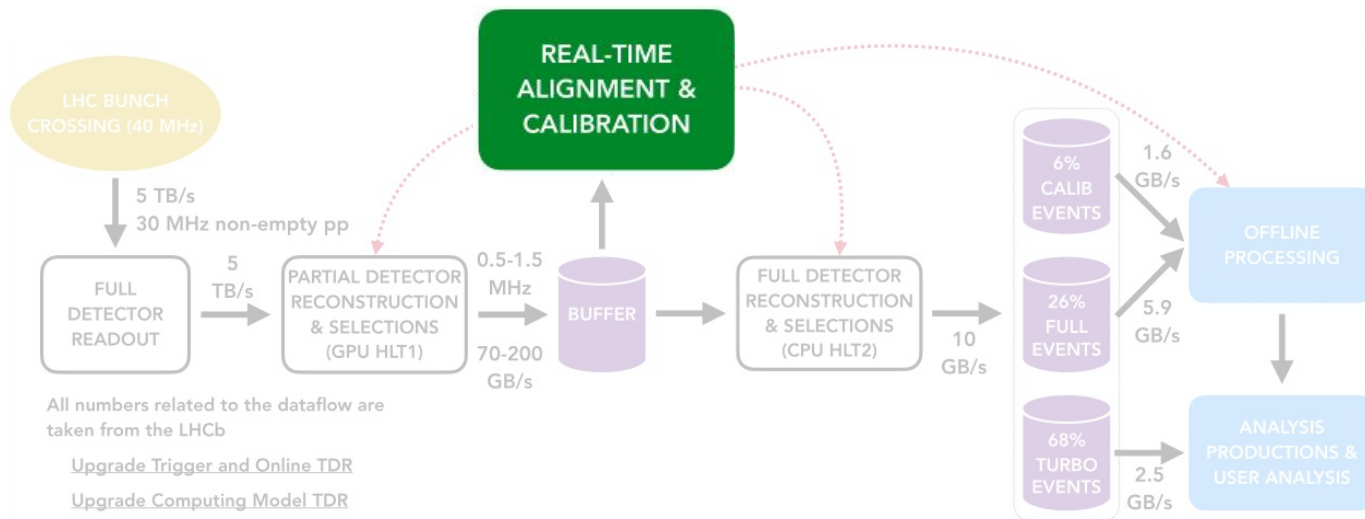 REAL-TIME
ALIGNMENT &
CALIBRATION
LHC BUNCH
CROSSING (40 MHz)
5 TB/s
30 MHz non-empty pp
FULL
DETECTOR
READOUT
5
TB/s
PARTIAL DETECTOR
RECONSTRUCTION
& SELECTIONS
(GPU HLT1)
0.5-1.5
MHz
70-200
GB/s
BUFFER
FULL DETECTOR
RECONSTRUCTION
& SELECTIONS
(CPU HLT2)
10
GB/s
6%
CALIB
EVENTS
26%
FULL
EVENTS
68%
TURBO
EVENTS
1.6
GB/s
5.9
GB/s
2.5
GB/s
OFFLINE
PROCESSING
ANALYSIS
PRODUCTIONS &
USER ANALYSIS
All numbers related to the dataflow are
taken from the LHCb
Upgrade Trigger and Online TDR
Upgrade Computing Model TDR